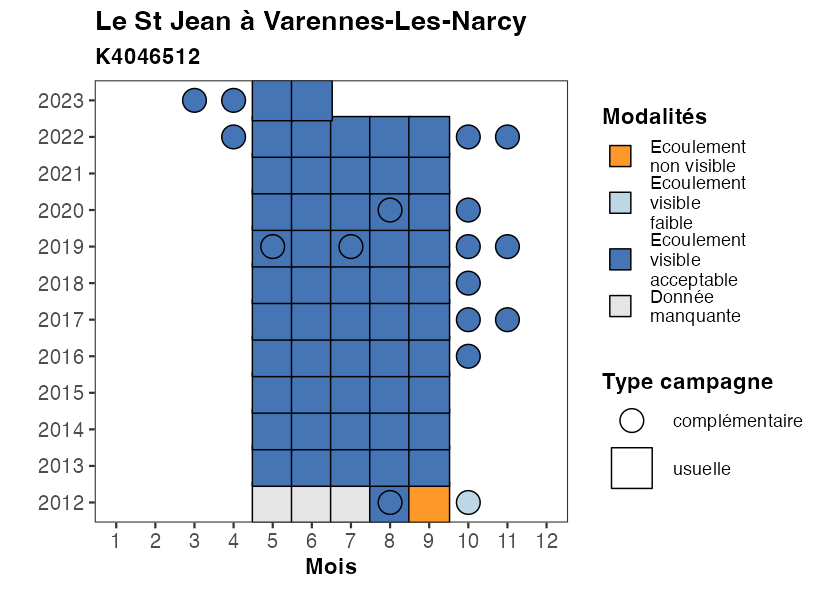 Le St Jean à Varennes-Les-Narcy
K4046512
2023
2022
2021
2020
2019
2018
2017
2016
2015
2014
2013
2012
1 2 3 4 5 6 7 8 9 10 11 12
Mois
Modalités
Ecoulement
non visible
Ecoulement
visible
faible
Ecoulement
visible
acceptable
Donnée
manquante
Type campagne
complémentaire
usuelle